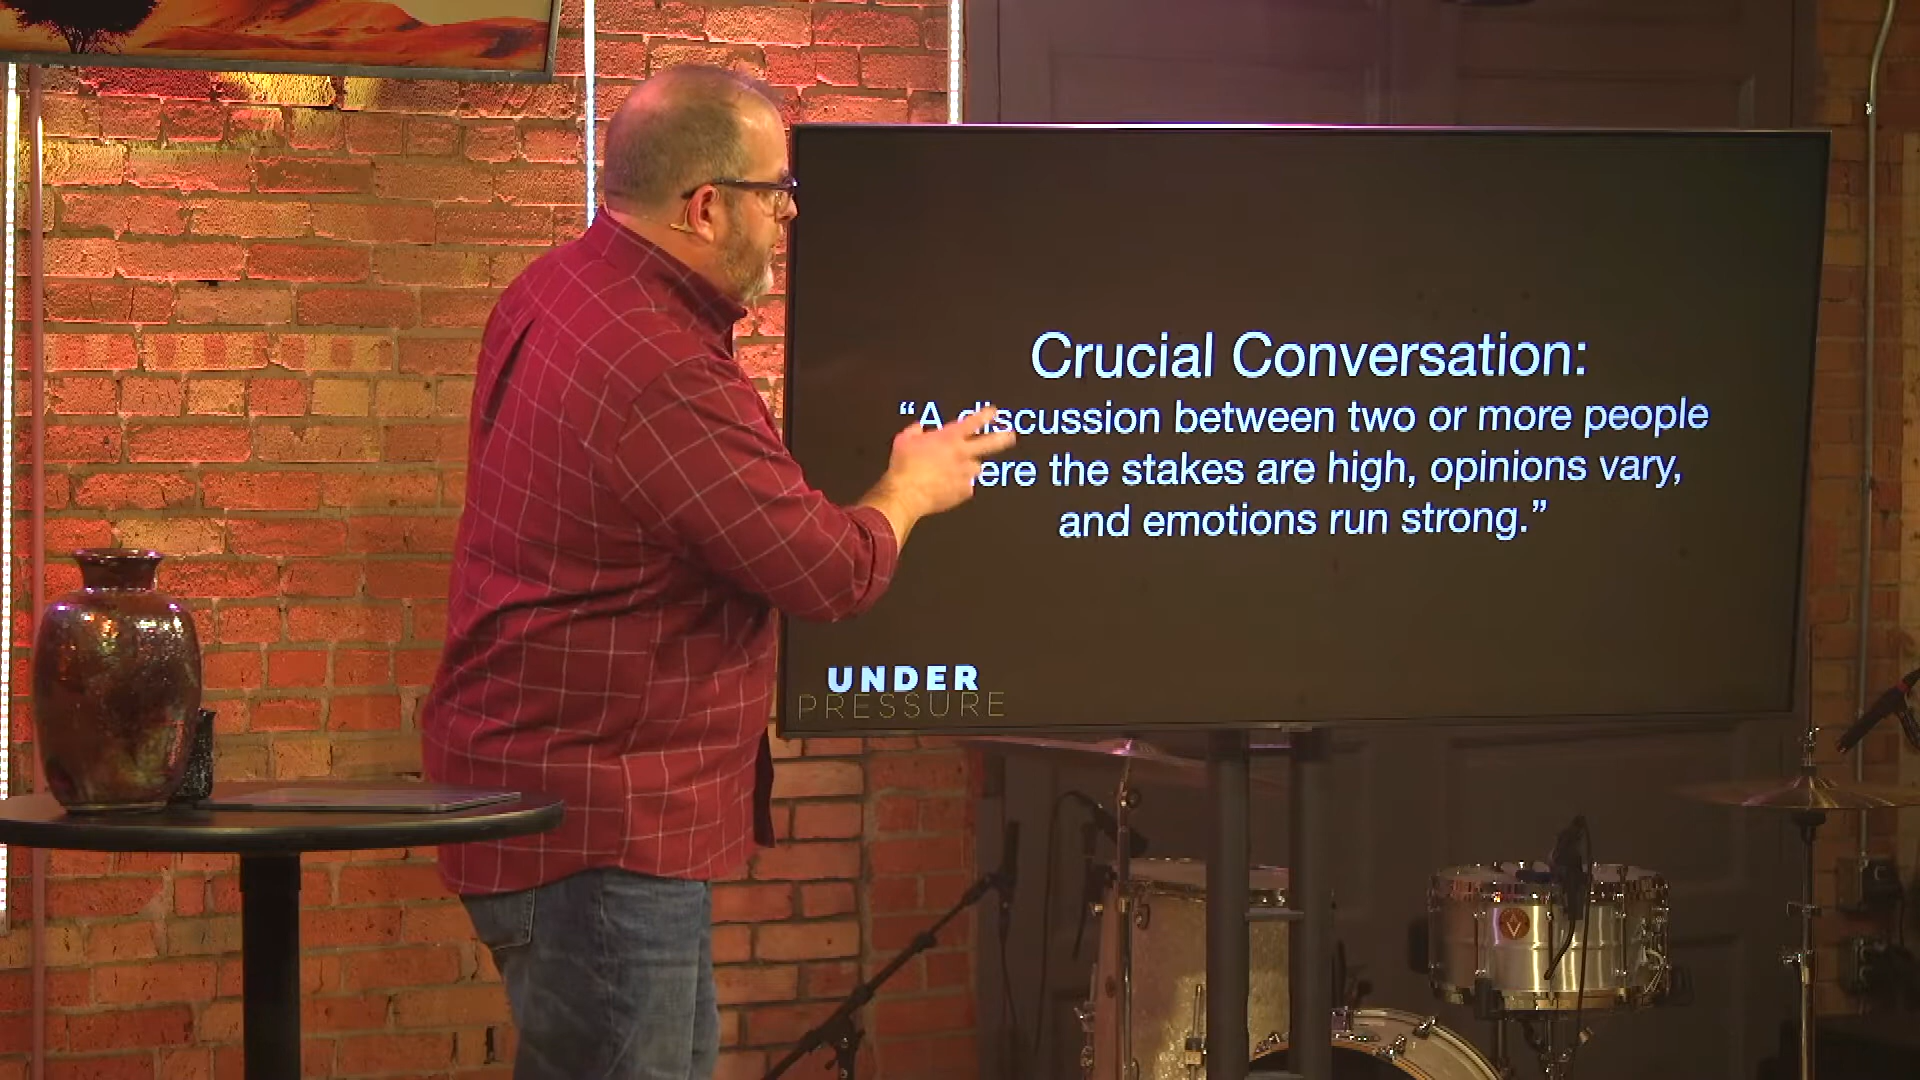 Crucial Conversation:
“A discussion between two or more people
the stakes are high, opinions vary,
and emotions run strong.”
UNDER
PRESSURE
V